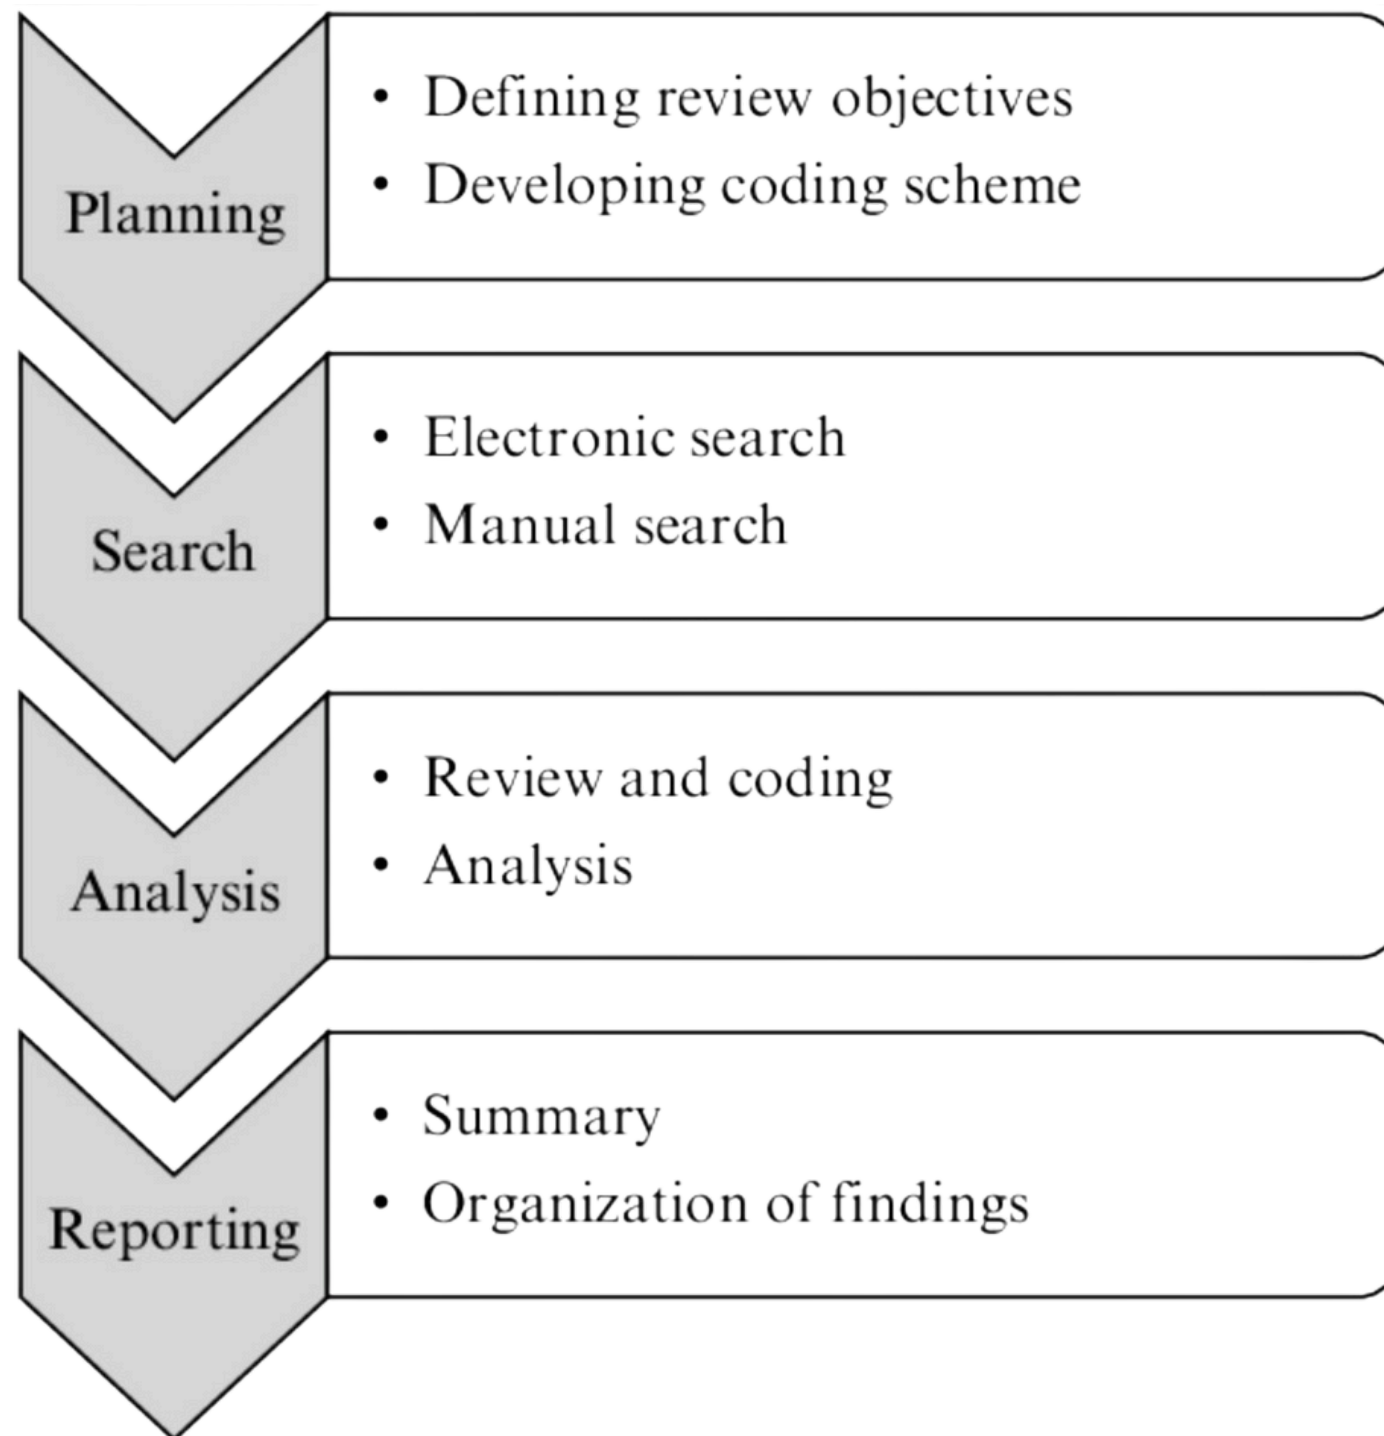 Planning
• Defining review objectives
• Developing coding scheme
Search
• Electronic search
• Manual search
Analysis
• Review and coding
• Analysis
Reporting
• Summary
• Organization of findings